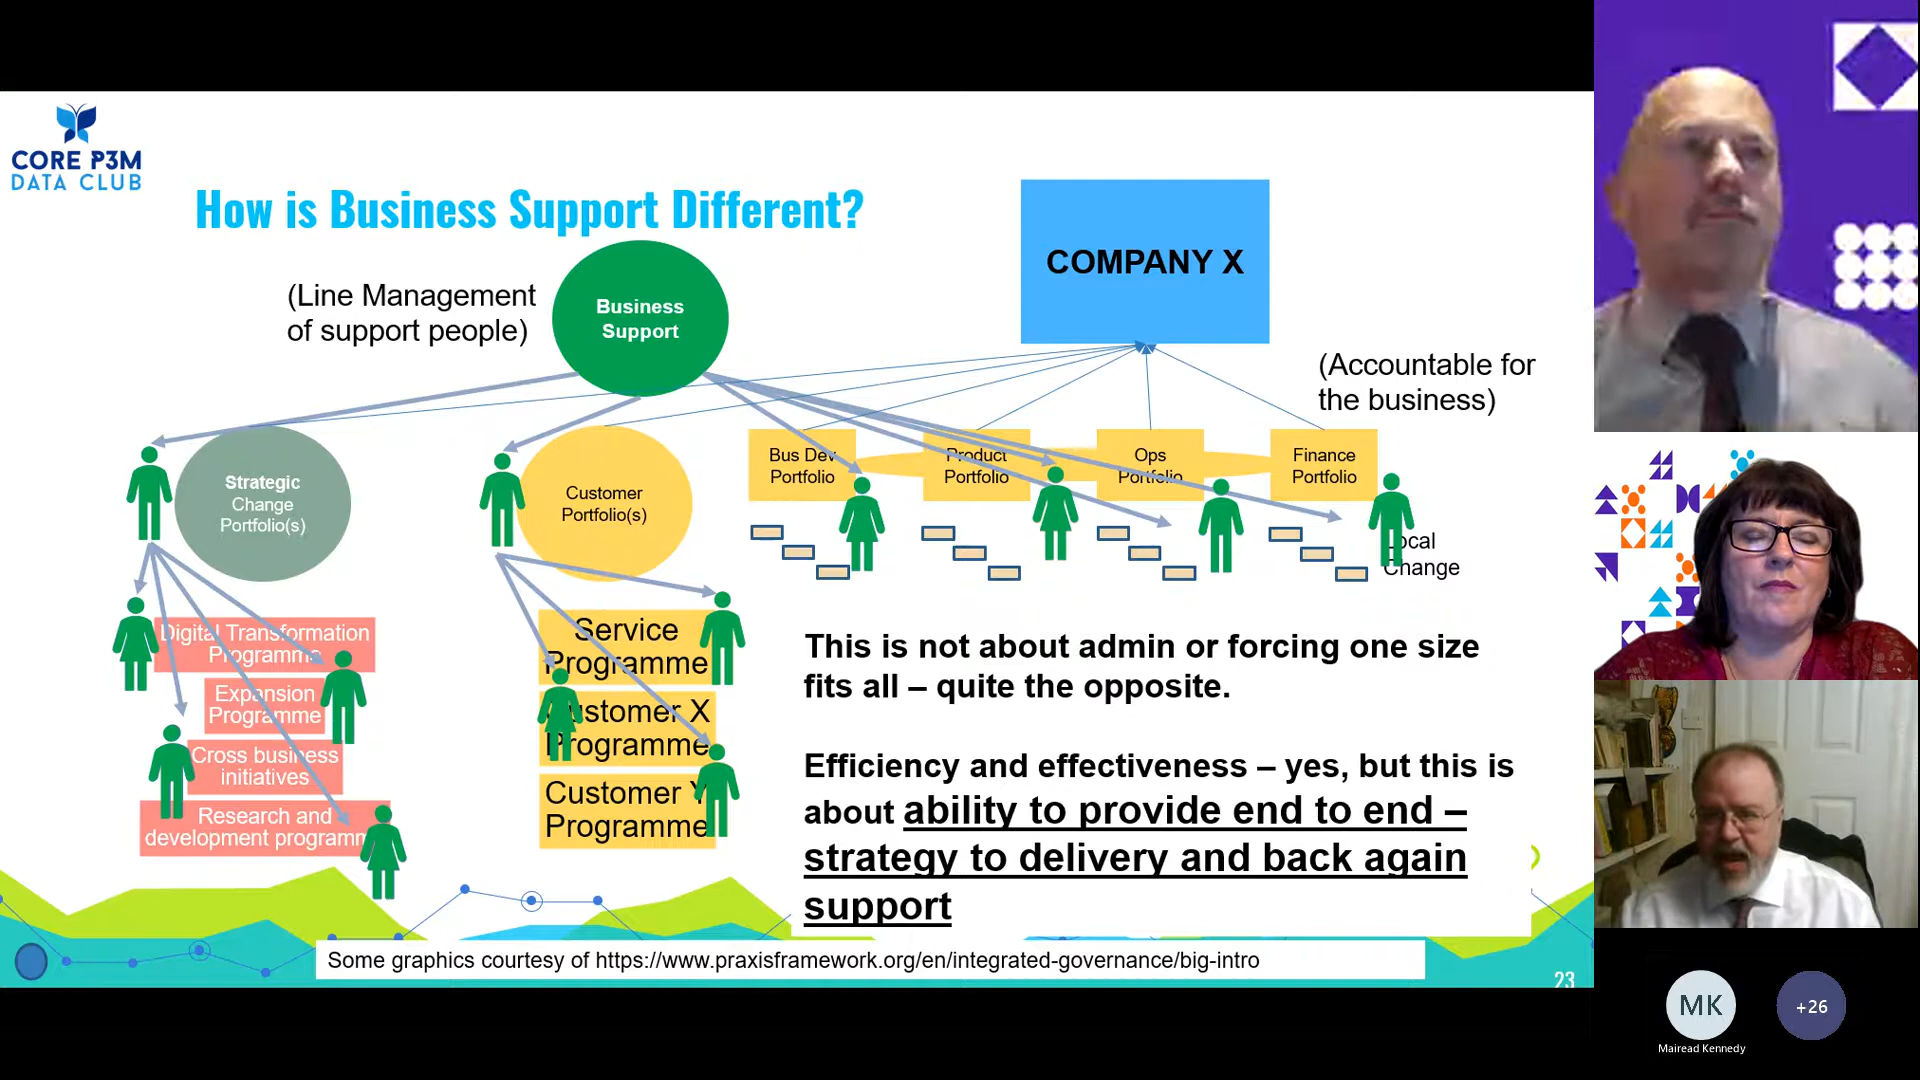 CORE P3M
DATA CLUB
How is Business Support Different?
(Line Management
of support people)
Business
Support
COMPANY X
(Accountable for
the business)
Strategic
Change
Portfolio(s)
Customer
Portfolio(s)
Bus Dev
Portfolio
Product
Portfolio
Ops
Portfolio
Finance
Portfolio
Local
Change
Digital Transformation
Programme
Expansion
Programme
Cross business
initiatives
Research and
development programm
Service
Programme
Customer X
Programme
Customer Y
Programme
This is not about admin or forcing one size
fits all – quite the opposite.
Efficiency and effectiveness – yes, but this is
about ability to provide end to end –
strategy to delivery and back again
support
Some graphics courtesy of https://www.praxisframework.org/en/integrated-governance/big-intro
23
MK
+26
Mairead Kennedy